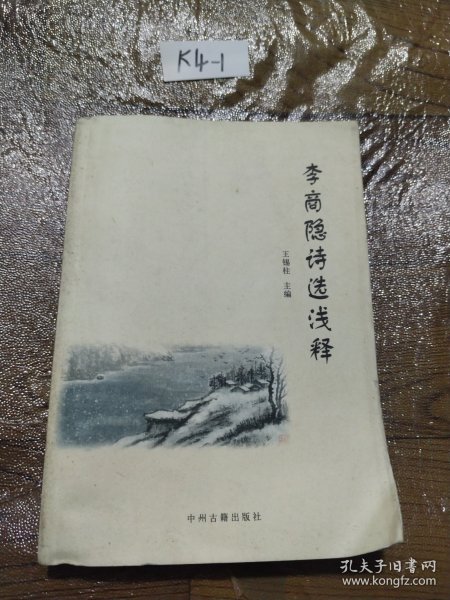 K4-1
李商隐诗选浅释
王锡柱 主编
中州古籍出版社
孔夫子旧书网
www.kongfz.com